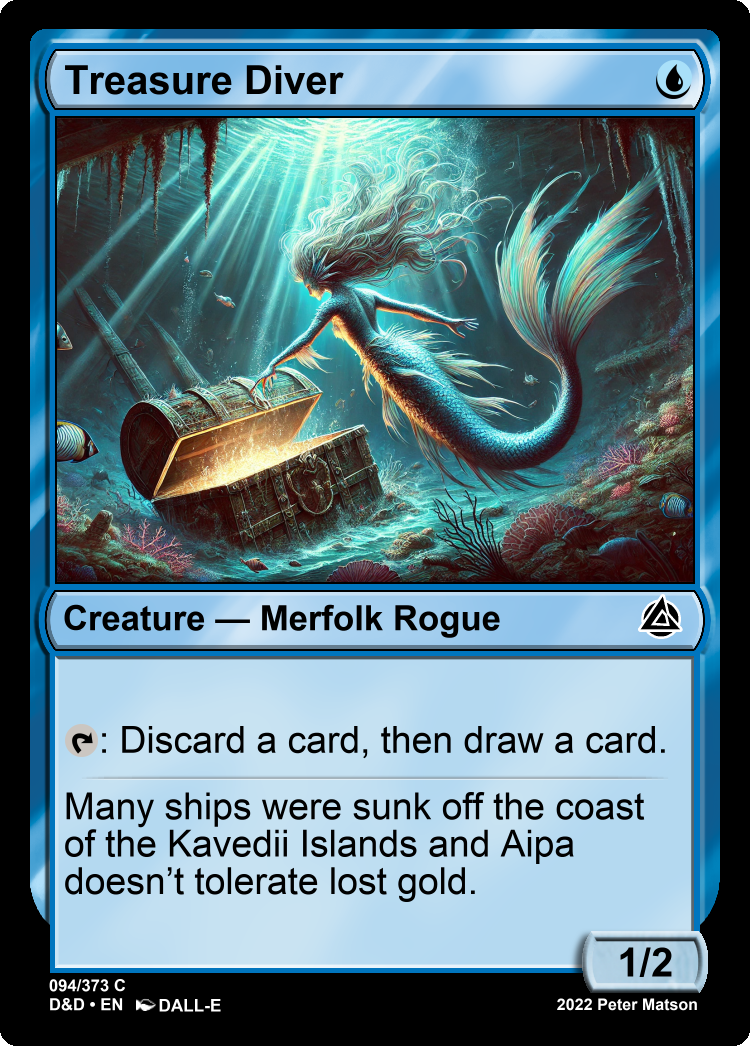 Treasure Diver
Creature — Merfolk Rogue
: Discard a card, then draw a card.
Many ships were sunk off the coast
of the Kavedii Islands and Aipa
doesn't tolerate lost gold.
1/2
094/373 C
D&D • EN DALL-E
2022 Peter Matson